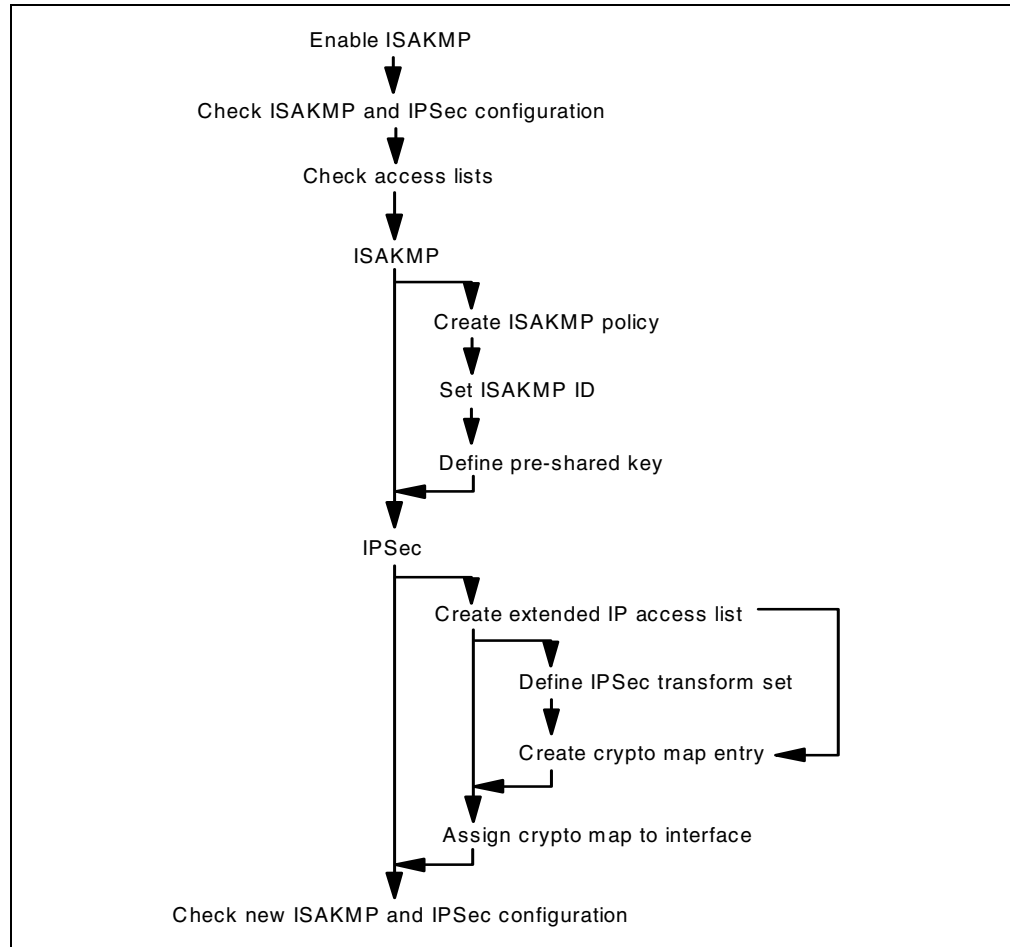 Enable ISAKMP
Check ISAKMP and IPSec configuration
Check access lists
ISAKMP
Create ISAKMP policy
Set ISAKMP ID
Define pre-shared key
IPSec
Create extended IP access list
Define IPSec transform set
Create crypto map entry
Assign crypto map to interface
Check new ISAKMP and IPSec configuration